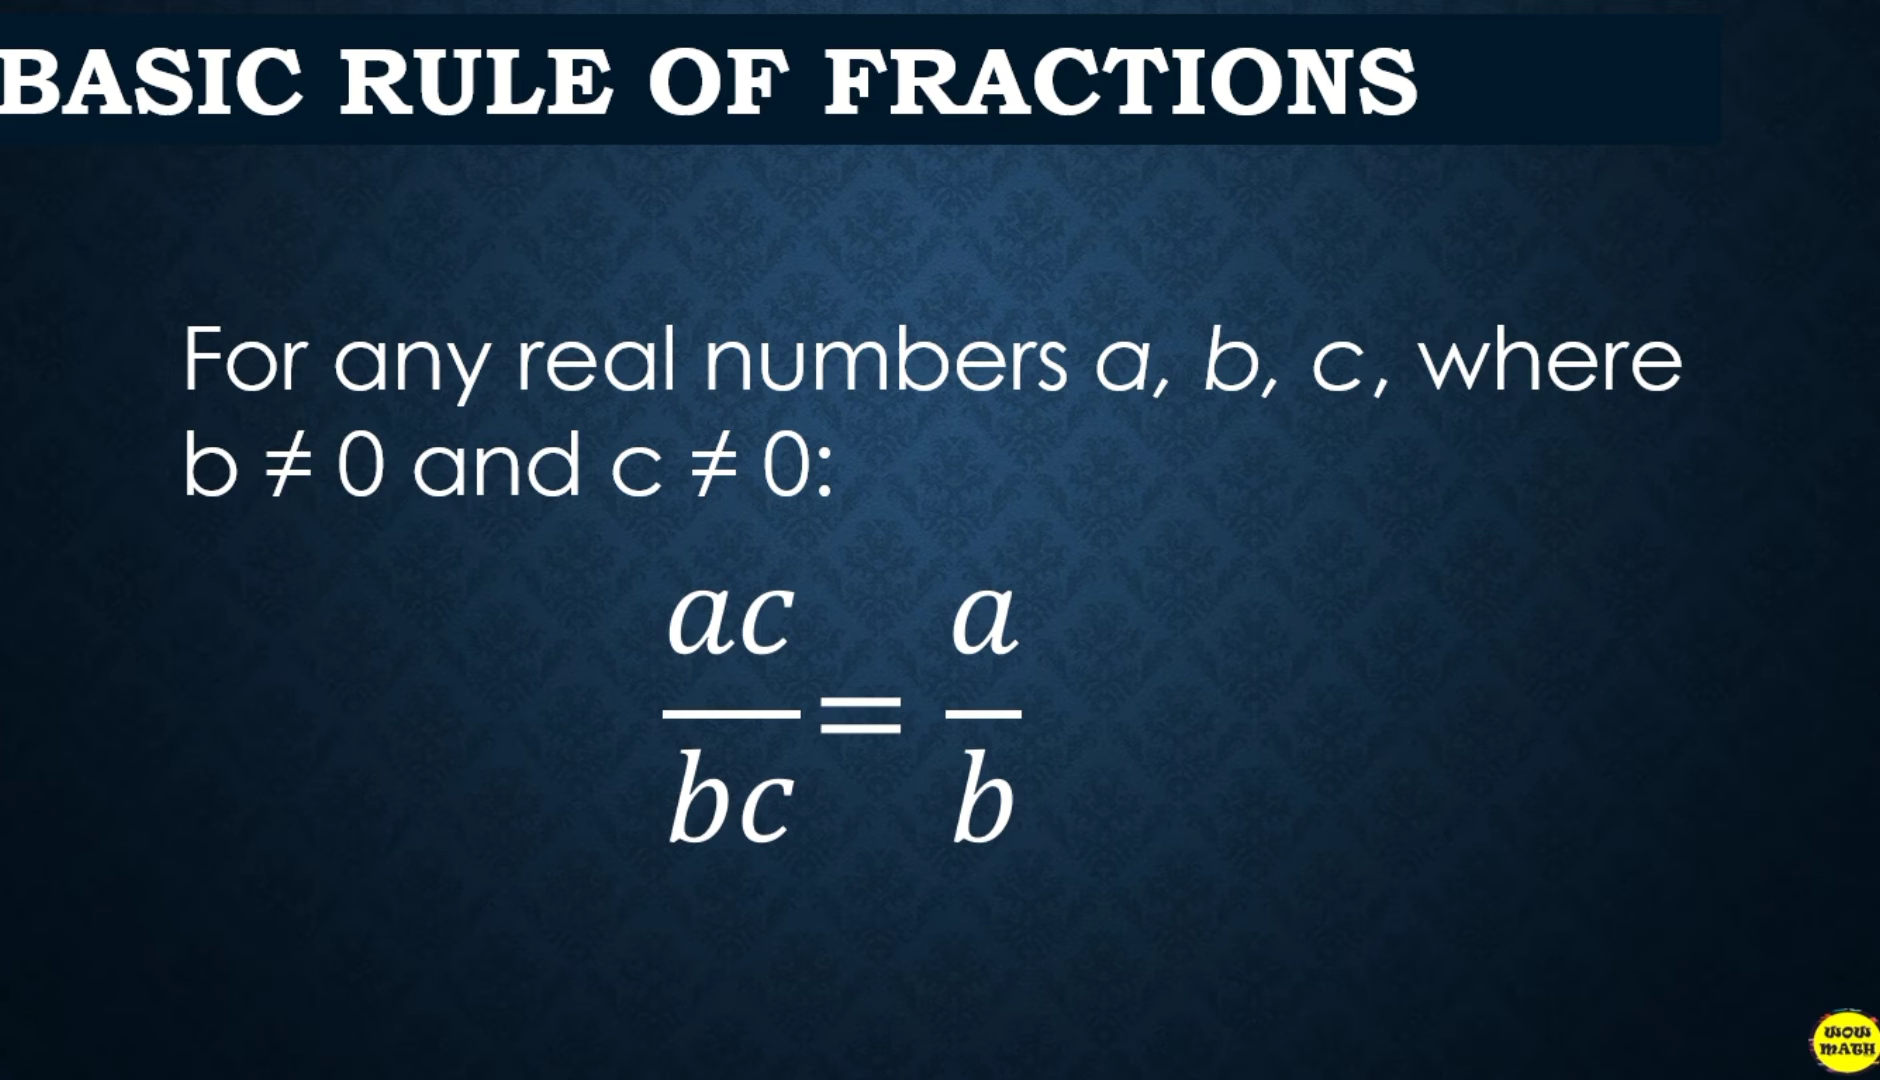 BASIC RULE OF FRACTIONS
For any real numbers a, b, c, where
b ≠ 0 and c ≠ 0:
ac/bc = a/b
WOW
MATH